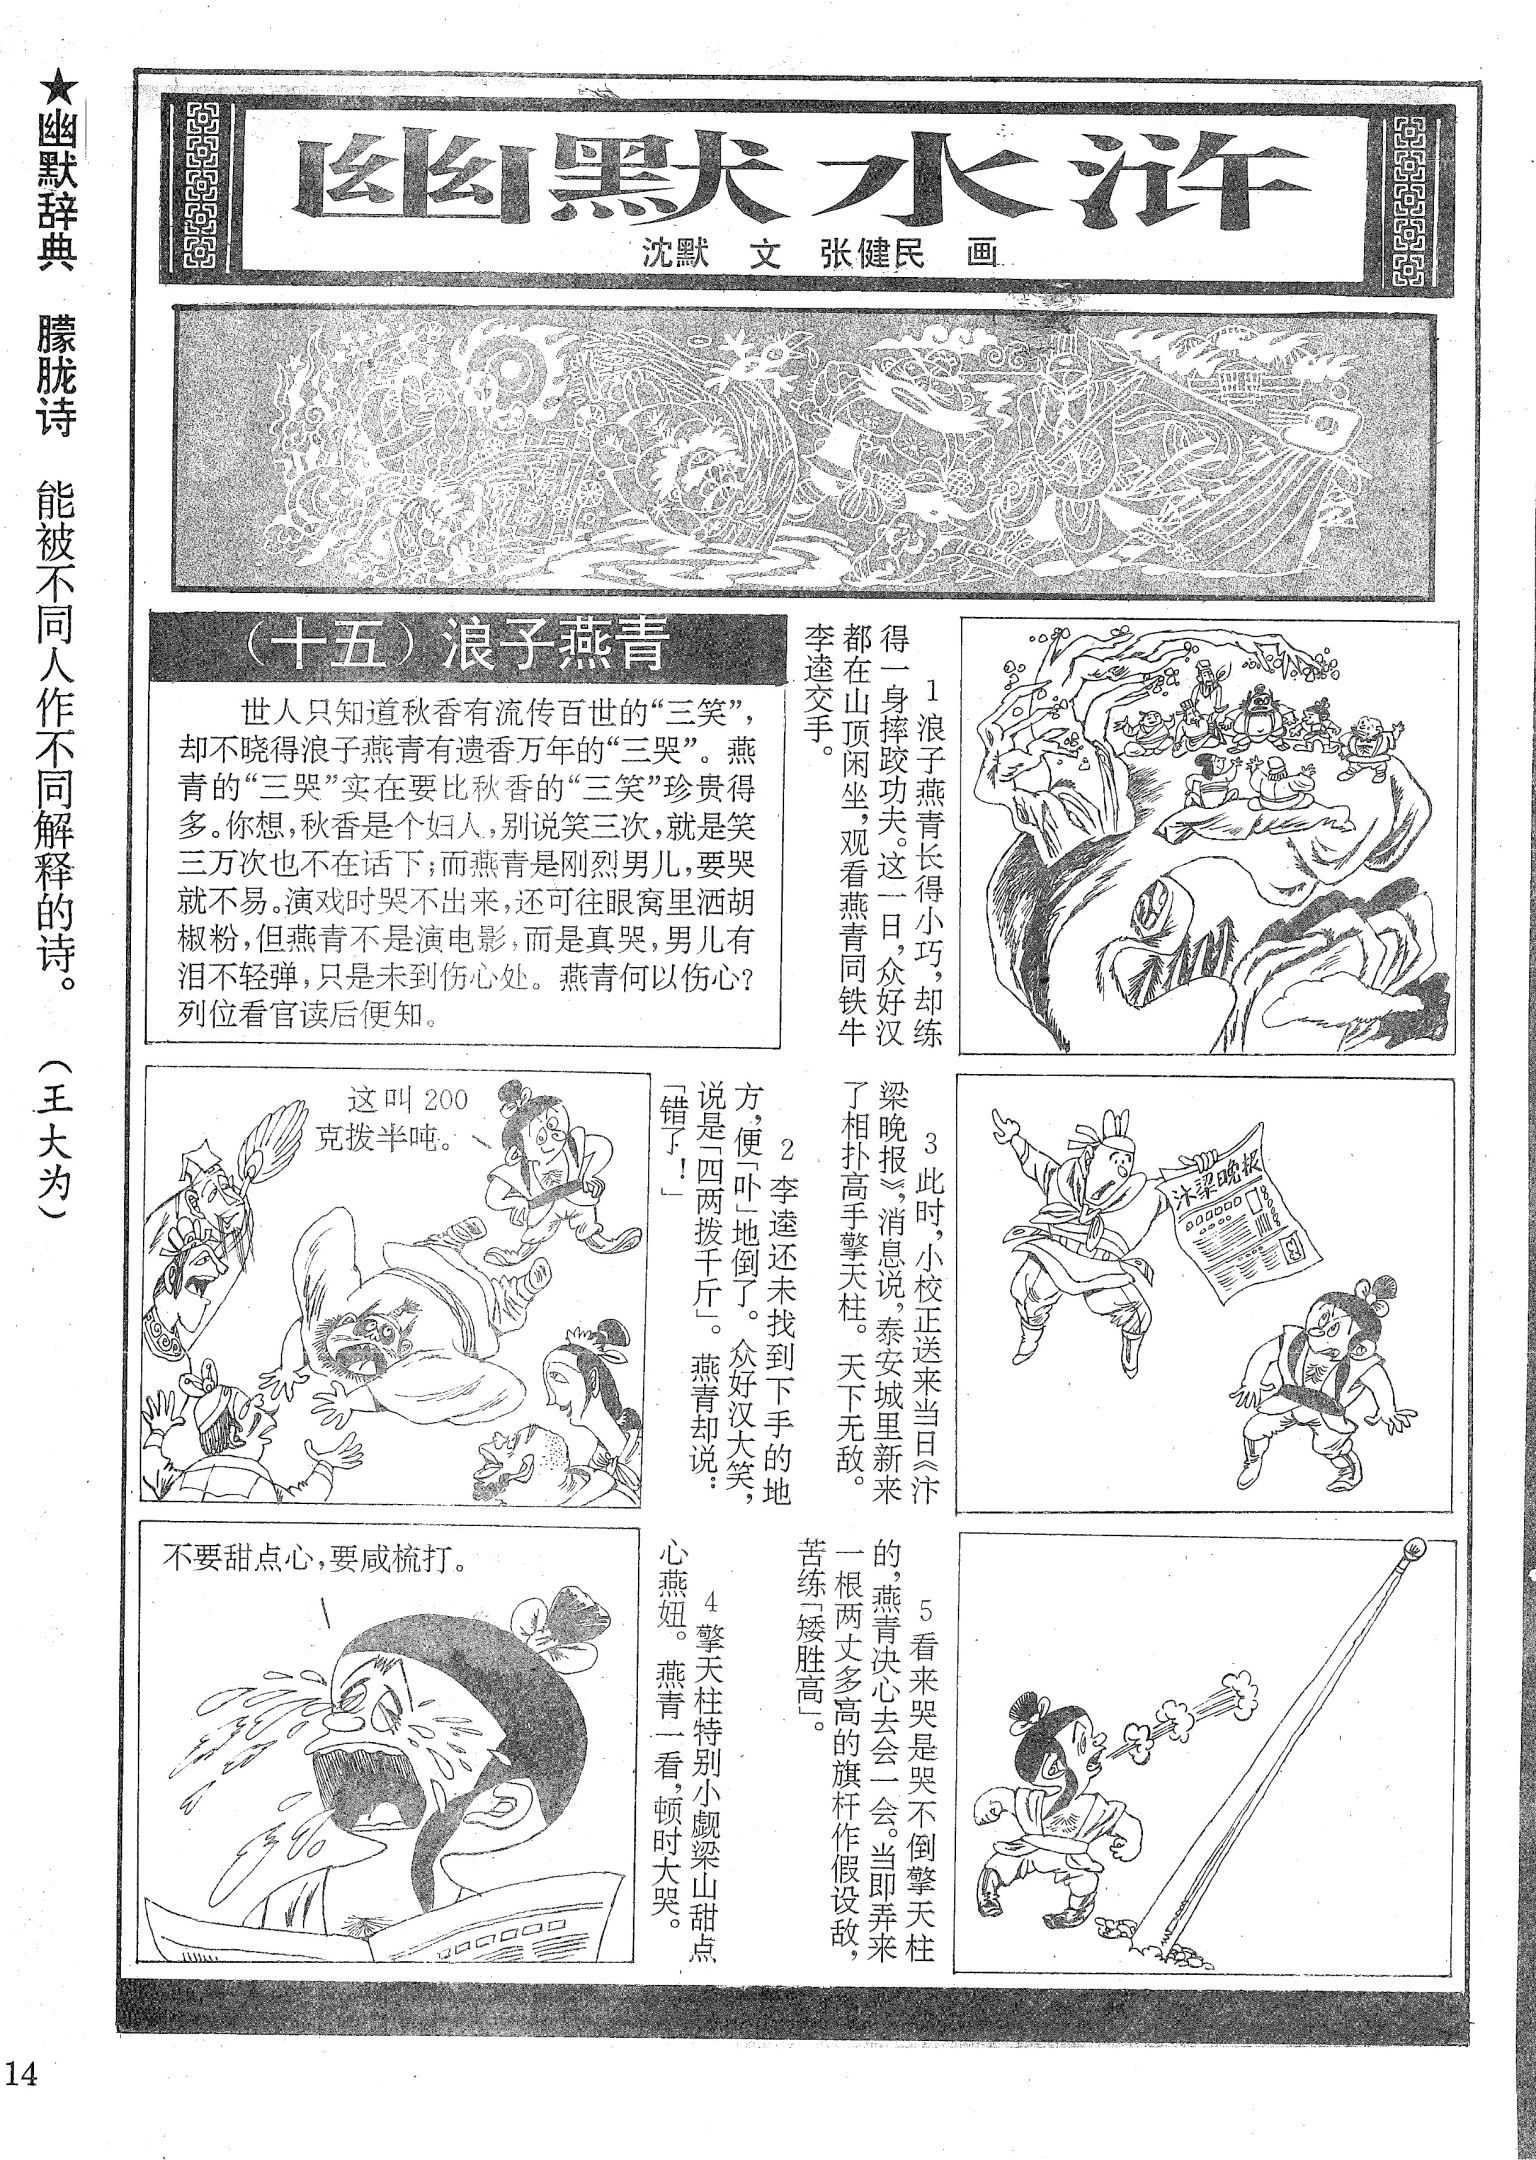 ★幽默辞典　朦胧诗　能被不同人作不同解释的诗。　（王大为）
幽默水浒
沈默　文　张健民　画
（十五）浪子燕青
世人只知道秋香有流传百世的“三笑”，
却不晓得浪子燕青有遗香万年的“三哭”。燕
青的“三哭”实在要比秋香的“三笑”珍贵得
多。你想，秋香是个妇人，别说笑三次，就是笑
三万次也不在话下；而燕青是刚烈男儿，要哭
就不易。演戏时哭不出来，还可往眼窝里洒胡
椒粉，但燕青不是演电影，而是真哭，男儿有
泪不轻弹，只是未到伤心处。燕青何以伤心？
列位看官读后便知。
1 浪子燕青长得小巧，却练
得一身摔跤功夫。这一日，众好汉
都在山顶闲坐，观看燕青同铁牛
李逵交手。
这叫200
克拨半吨。
2 李逵还未找到下手的地
方，便「卟」地倒了。众好汉大笑，
说是「四两拨千斤」。燕青却说：
「错了！」
3 此时，小校正送来当日《汴
梁晚报》，消息说，泰安城里新来
了相扑高手擎天柱。天下无敌。
汴梁晚报
不要甜点心，要咸梳打。
4 擎天柱特别小觑梁山甜点
心燕妞。燕青一看，顿时大哭。
5 看来哭是哭不倒擎天柱
的，燕青决心去会一会。当即弄来
一根两丈多高的旗杆作假设敌，
苦练「矮胜高」。
14